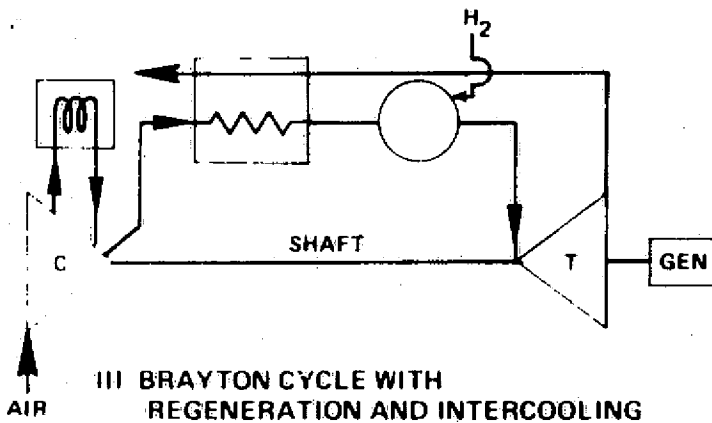 H2
SHAFT
C
T
GEN
AIR
III BRAYTON CYCLE WITH
REGENERATION AND INTERCOOLING